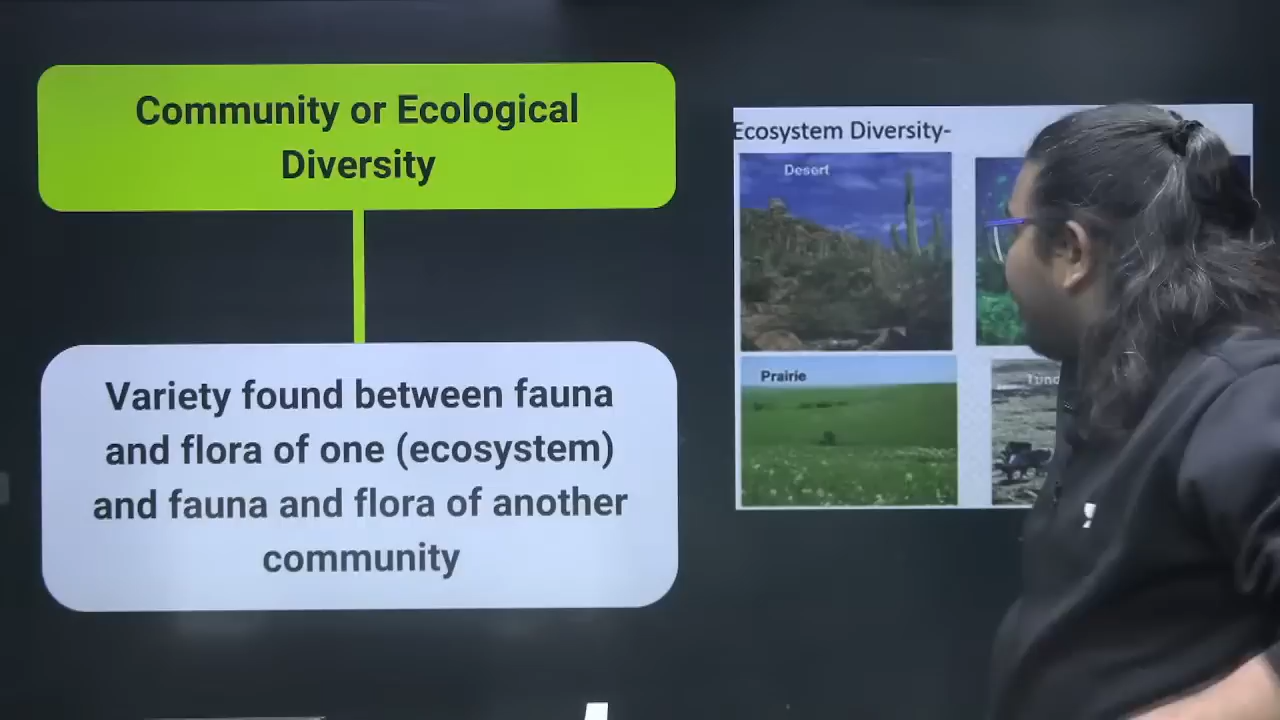 Community or Ecological
Diversity
Variety found between fauna
and flora of one (ecosystem)
and fauna and flora of another
community
Ecosystem Diversity-
Desert
Prairie